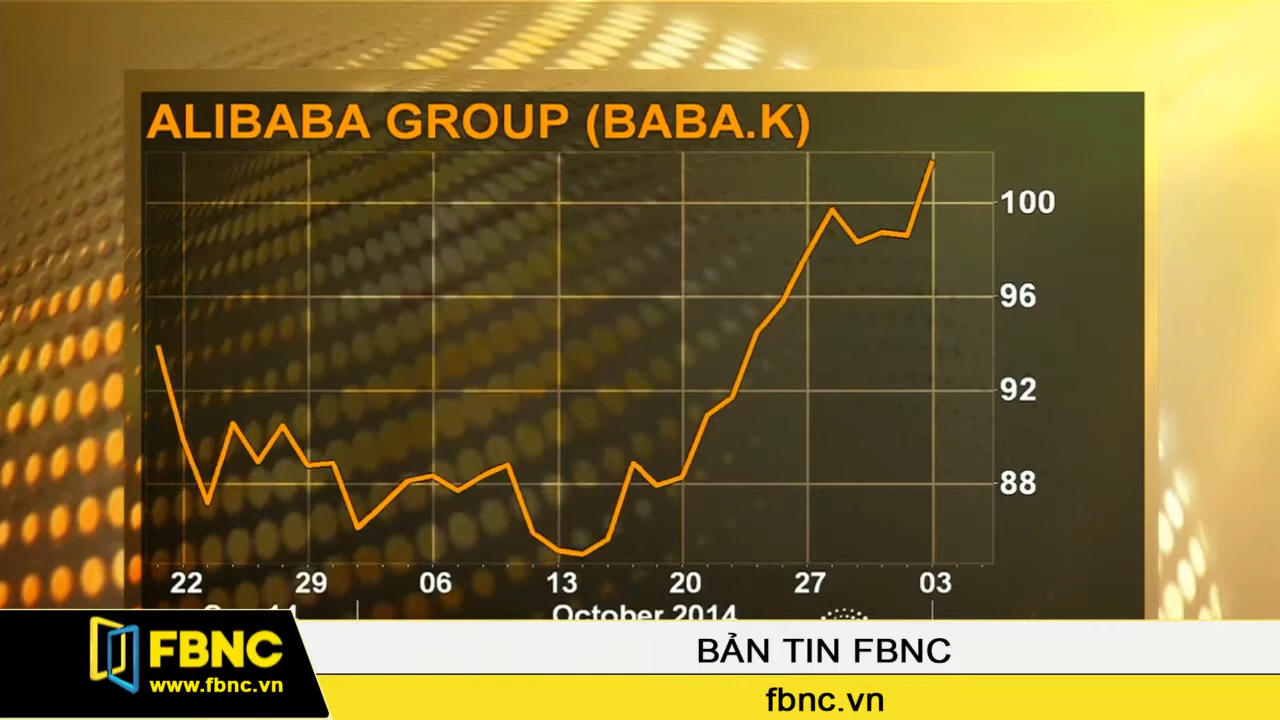 ALIBABA GROUP (BABA.K)
100
96
92
88
22 29 06 13 20 27 03
October 2014
FBNC
www.fbnc.vn
BẢN TIN FBNC
fbnc.vn